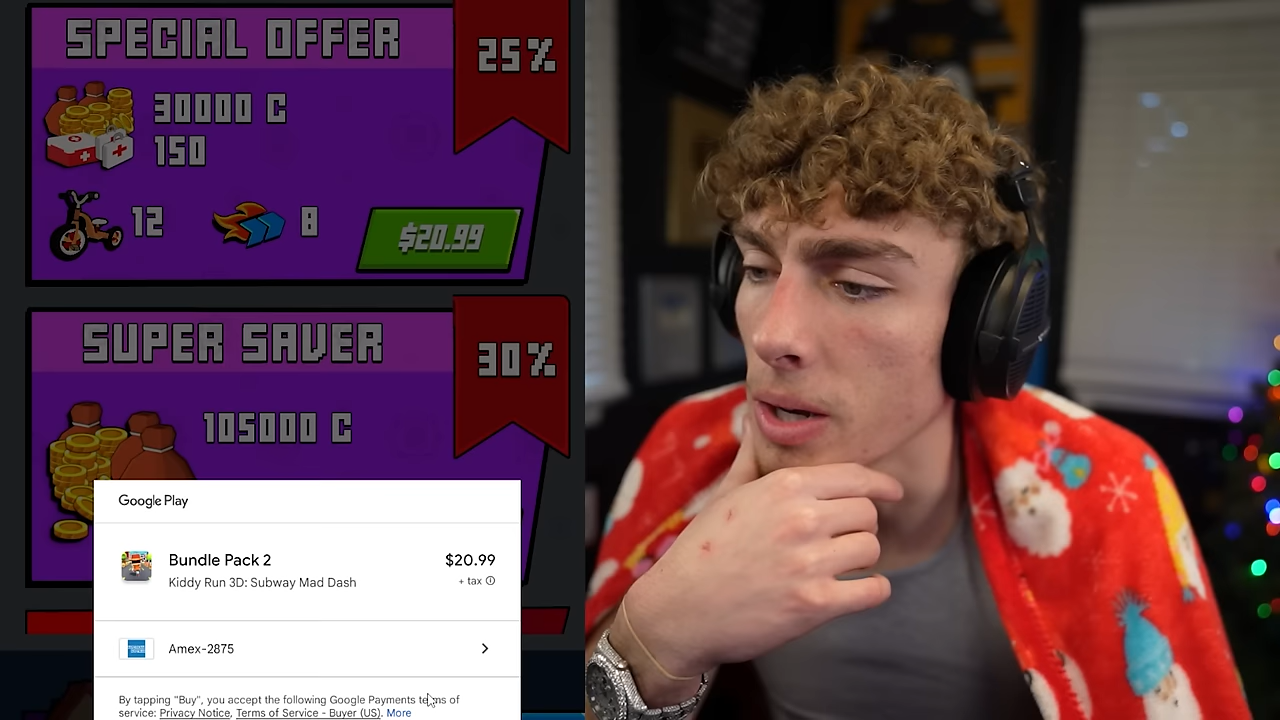 SPECIAL OFFER
25%
30000 C
150
12
8
$20.99
SUPER SAVER
30%
105000 C
Google Play
Bundle Pack 2
$20.99
Kiddy Run 3D: Subway Mad Dash
+ tax
Amex-2875
By tapping "Buy", you accept the following Google Payments terms of
service: Privacy Notice, Terms of Service - Buyer (US). More